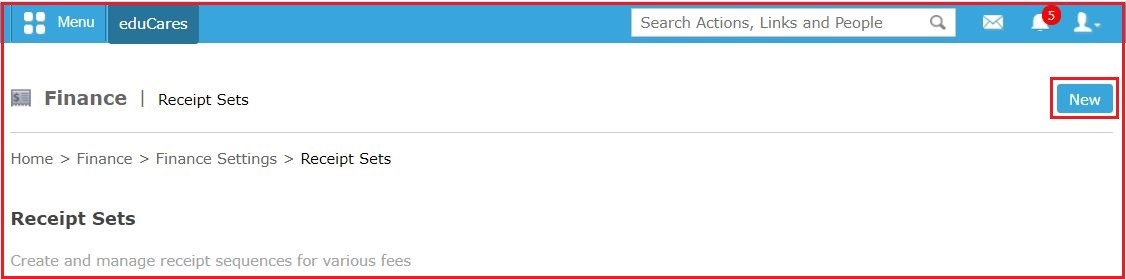 Menu eduCares Search Actions, Links and People 5
Finance | Receipt Sets New
Home > Finance > Finance Settings > Receipt Sets
Receipt Sets
Create and manage receipt sequences for various fees